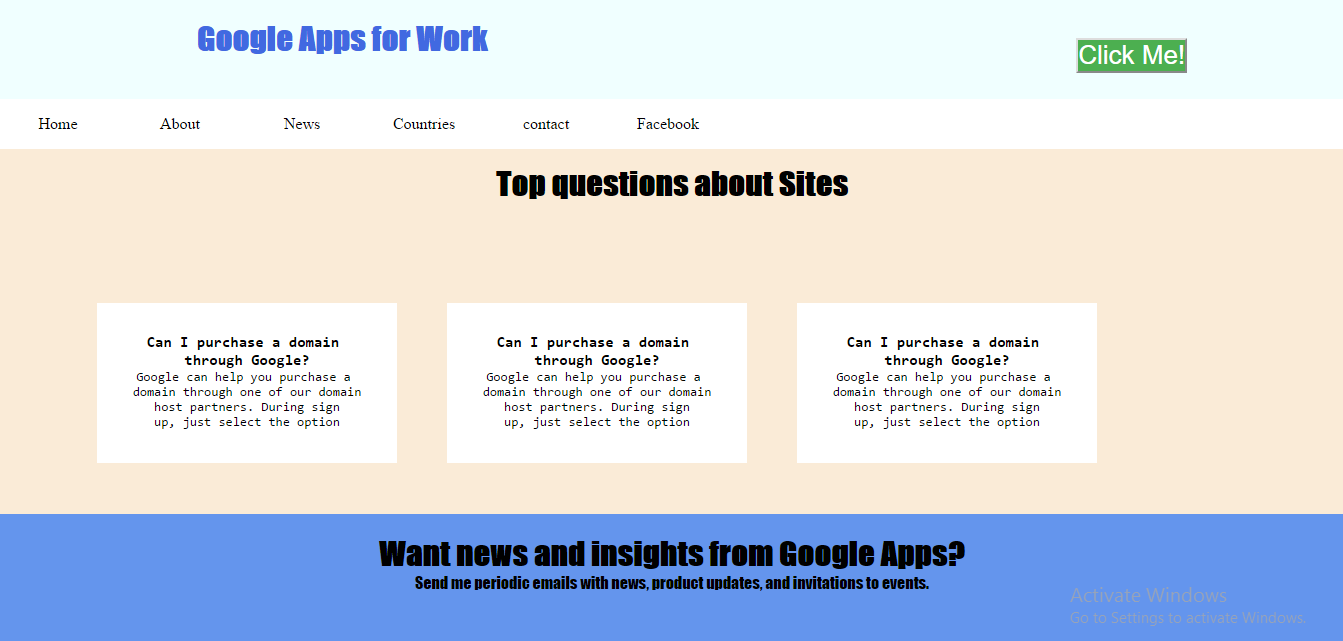 Google Apps for Work
Click Me!
Home About News Countries contact Facebook
Top questions about Sites
Can I purchase a domain
through Google?
Google can help you purchase a
domain through one of our domain
host partners. During sign
up, just select the option
Can I purchase a domain
through Google?
Google can help you purchase a
domain through one of our domain
host partners. During sign
up, just select the option
Can I purchase a domain
through Google?
Google can help you purchase a
domain through one of our domain
host partners. During sign
up, just select the option
Want news and insights from Google Apps?
Send me periodic emails with news, product updates, and invitations to events.
Activate Windows
Go to Settings to activate Windows.